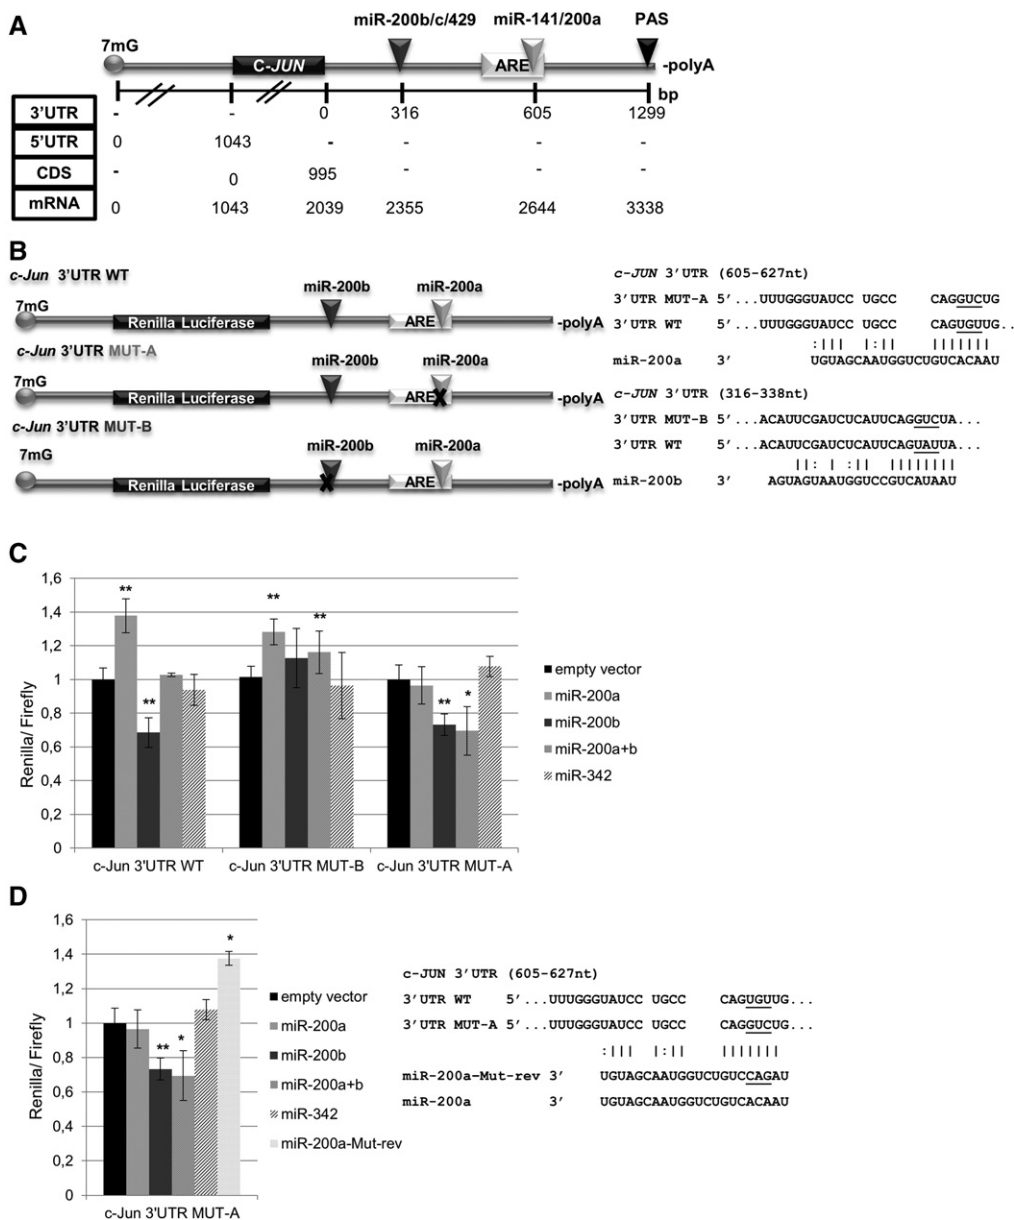 A
miR-200b/c/429 miR-141/200a PAS
7mG
C-JUN ARE -polyA
bp
3'UTR - - 0 316 605 1299
5'UTR 0 1043 - - - -
CDS - 0 995 - - -
mRNA 0 1043 2039 2355 2644 3338
B
c-Jun 3'UTR WT
miR-200b miR-200a
7mG
Renilla Luciferase ARE -polyA
c-Jun 3'UTR MUT-A
miR-200b miR-200a
7mG
Renilla Luciferase ARE X -polyA
c-Jun 3'UTR MUT-B
miR-200b miR-200a
7mG
X Renilla Luciferase ARE -polyA
c-JUN 3'UTR (605-627nt)
3'UTR MUT-A 5'...UUUGGGUAUCC UGCC CAGGUCUG
3'UTR WT 5'...UUUGGGUAUCC UGCC CAGUGUUG..
:||| |:|| |||||||
miR-200a 3' UGUAGCAAUGGUCUGUCACAAU
c-JUN 3'UTR (316-338nt)
3'UTR MUT-B 5'...ACAUUCGAUCUCAUUCAGGUCUA...
3'UTR WT 5'...ACAUUCGAUCUCAUUCAGUAUUA...
||: | :|| ||||||||
miR-200b 3' AGUAGUAAUGGUCCGUCAUAAU
C
Renilla/ Firefly
1,6
1,4
1,2
1
0,8
0,6
0,4
0,2
0
** ** ** ** ** *
c-Jun 3'UTR WT c-Jun 3'UTR MUT-B c-Jun 3'UTR MUT-A
empty vector
miR-200a
miR-200b
miR-200a+b
miR-342
D
Renilla/ Firefly
1,6
1,4
1,2
1
0,8
0,6
0,4
0,2
0
** * *
c-Jun 3'UTR MUT-A
empty vector
miR-200a
miR-200b
miR-200a+b
miR-342
miR-200a-Mut-rev
c-JUN 3'UTR (605-627nt)
3'UTR WT 5'...UUUGGGUAUCC UGCC CAGUGUUG...
3'UTR MUT-A 5'...UUUGGGUAUCC UGCC CAGGUCUG...
:||| |:|| |||||||
miR-200a-Mut-rev 3' UGUAGCAAUGGUCUGUCCAGAU
miR-200a 3' UGUAGCAAUGGUCUGUCACAAU